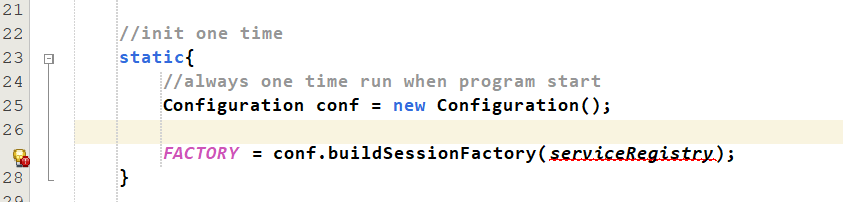 21
22 //init one time
23 static{
24 //always one time run when program start
25 Configuration conf = new Configuration();
26
FACTORY = conf.buildSessionFactory(serviceRegistry);
28 }
29